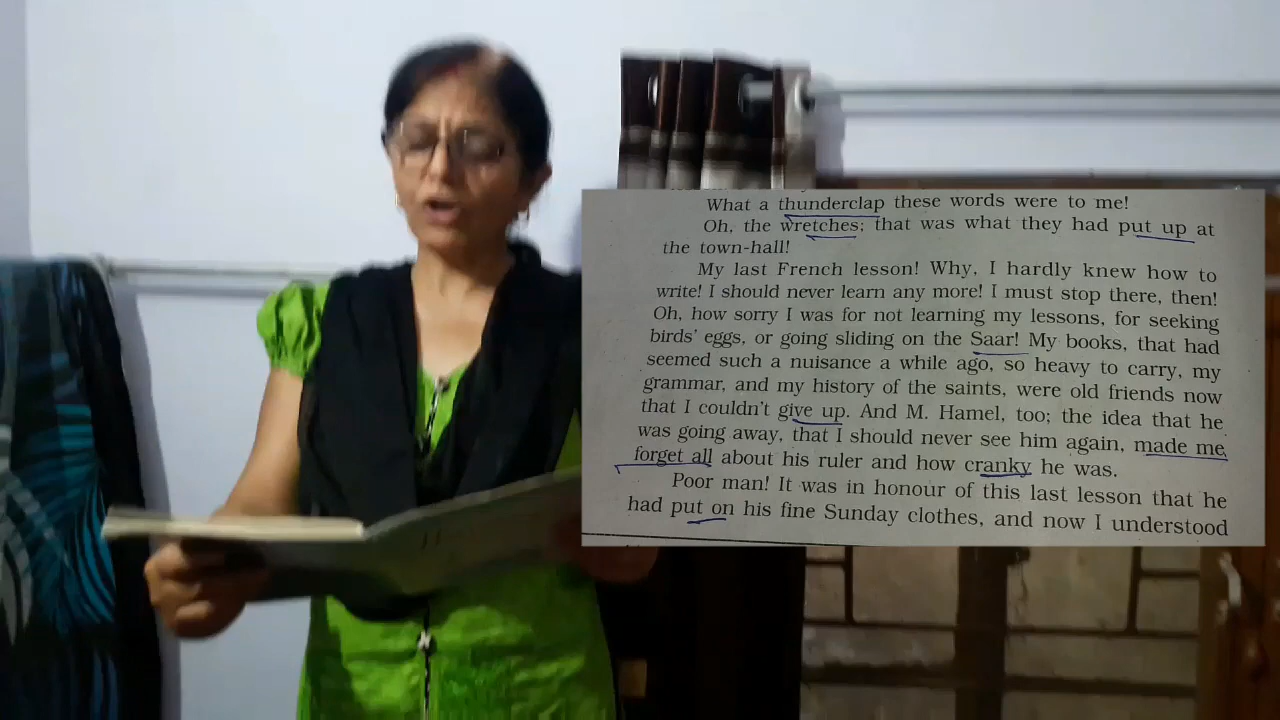 What a thunderclap these words were to me!
Oh, the wretches; that was what they had put up at
the town-hall!
My last French lesson! Why, I hardly knew how to
write! I should never learn any more! I must stop there, then!
Oh, how sorry I was for not learning my lessons, for seeking
birds' eggs, or going sliding on the Saar! My books, that had
seemed such a nuisance a while ago, so heavy to carry, my
grammar, and my history of the saints, were old friends now
that I couldn't give up. And M. Hamel, too; the idea that he
was going away, that I should never see him again, made me
forget all about his ruler and how cranky he was.
Poor man! It was in honour of this last lesson that he
had put on his fine Sunday clothes, and now I understood